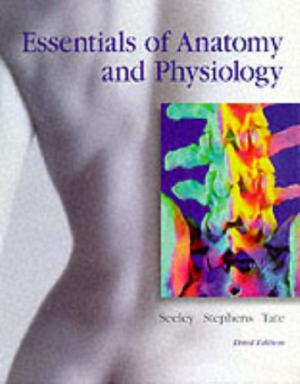 Essentials of Anatomy
and Physiology
Seeley Stephens Tate
Third Edition